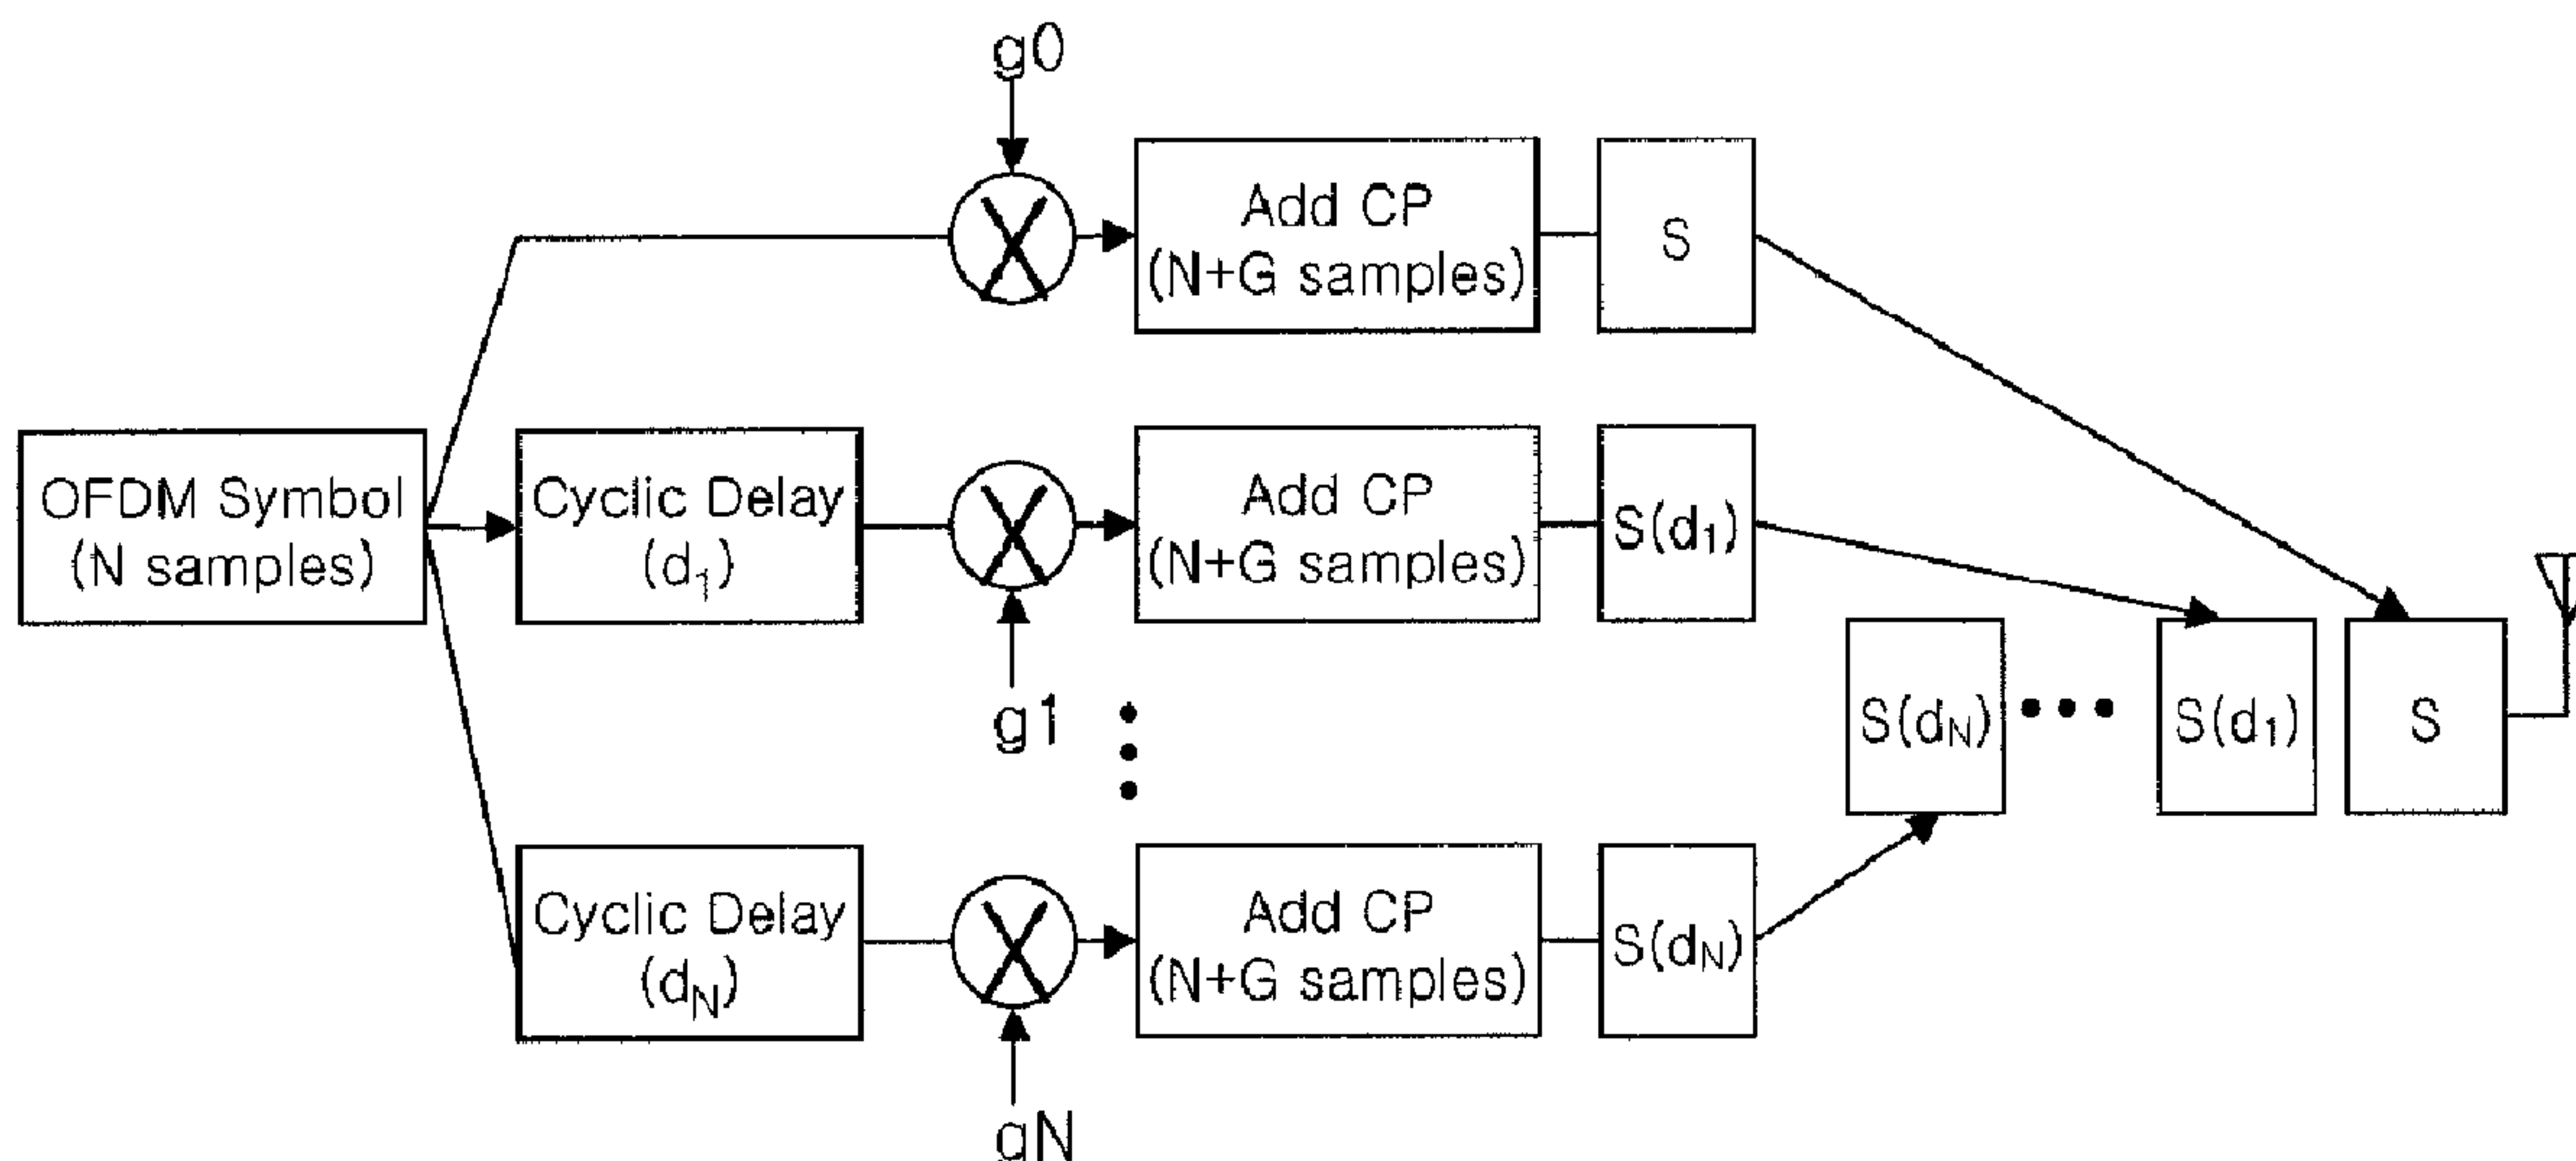 g0
Add CP
(N+G samples)
S
OFDM Symbol
(N samples)
Cyclic Delay
(d₁)
Add CP
(N+G samples)
S(d₁)
g1
S(dN)
S(d₁)
S
Cyclic Delay
(dN)
Add CP
(N+G samples)
S(dN)
gN